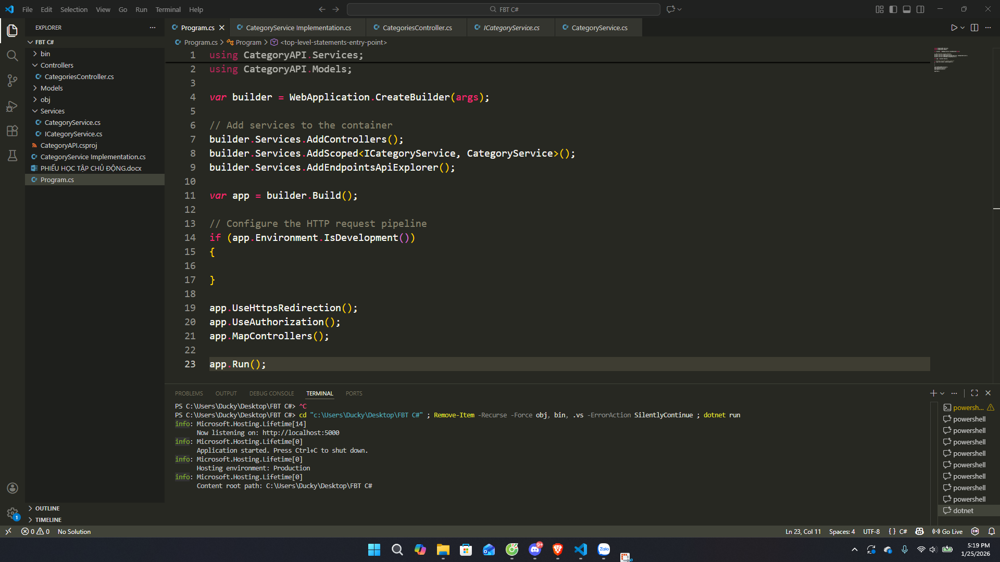 File Edit Selection View Go Run Terminal Help
FBT C#
EXPLORER
FBT C#
bin
Controllers
CategoriesController.cs
Models
obj
Services
CategoryService.cs
ICategoryService.cs
CategoryAPI.csproj
CategoryService Implementation.cs
PHIẾU HỌC TẬP CHỦ ĐỘNG.docx
Program.cs
OUTLINE
TIMELINE
Program.cs CategoryService Implementation.cs CategoriesController.cs ICategoryService.cs CategoryService.cs
Program.cs > Program > <top-level-statements-entry-point>
1 using CategoryAPI.Services;
2 using CategoryAPI.Models;
3
4 var builder = WebApplication.CreateBuilder(args);
5
6 // Add services to the container
7 builder.Services.AddControllers();
8 builder.Services.AddScoped<ICategoryService, CategoryService>();
9 builder.Services.AddEndpointsApiExplorer();
10
11 var app = builder.Build();
12
13 // Configure the HTTP request pipeline
14 if (app.Environment.IsDevelopment())
15 {
16
17 }
18
19 app.UseHttpsRedirection();
20 app.UseAuthorization();
21 app.MapControllers();
22
23 app.Run();
PROBLEMS OUTPUT DEBUG CONSOLE TERMINAL PORTS
PS C:\Users\Ducky\Desktop\FBT C#> ^C
PS C:\Users\Ducky\Desktop\FBT C#> cd "c:\Users\Ducky\Desktop\FBT C#" ; Remove-Item -Recurse -Force obj, bin, .vs -ErrorAction SilentlyContinue ; dotnet run
info: Microsoft.Hosting.Lifetime[14]
Now listening on: http://localhost:5000
info: Microsoft.Hosting.Lifetime[0]
Application started. Press Ctrl+C to shut down.
info: Microsoft.Hosting.Lifetime[0]
Hosting environment: Production
info: Microsoft.Hosting.Lifetime[0]
Content root path: C:\Users\Ducky\Desktop\FBT C#
powersh...
powershell
powershell
powershell
powershell
powershell
powershell
powershell
powershell
dotnet
1
0 0 No Solution
Ln 23, Col 11 Spaces: 4 UTF-8 { } C# Go Live
9+
Zalo
5:19 PM
1/25/2026